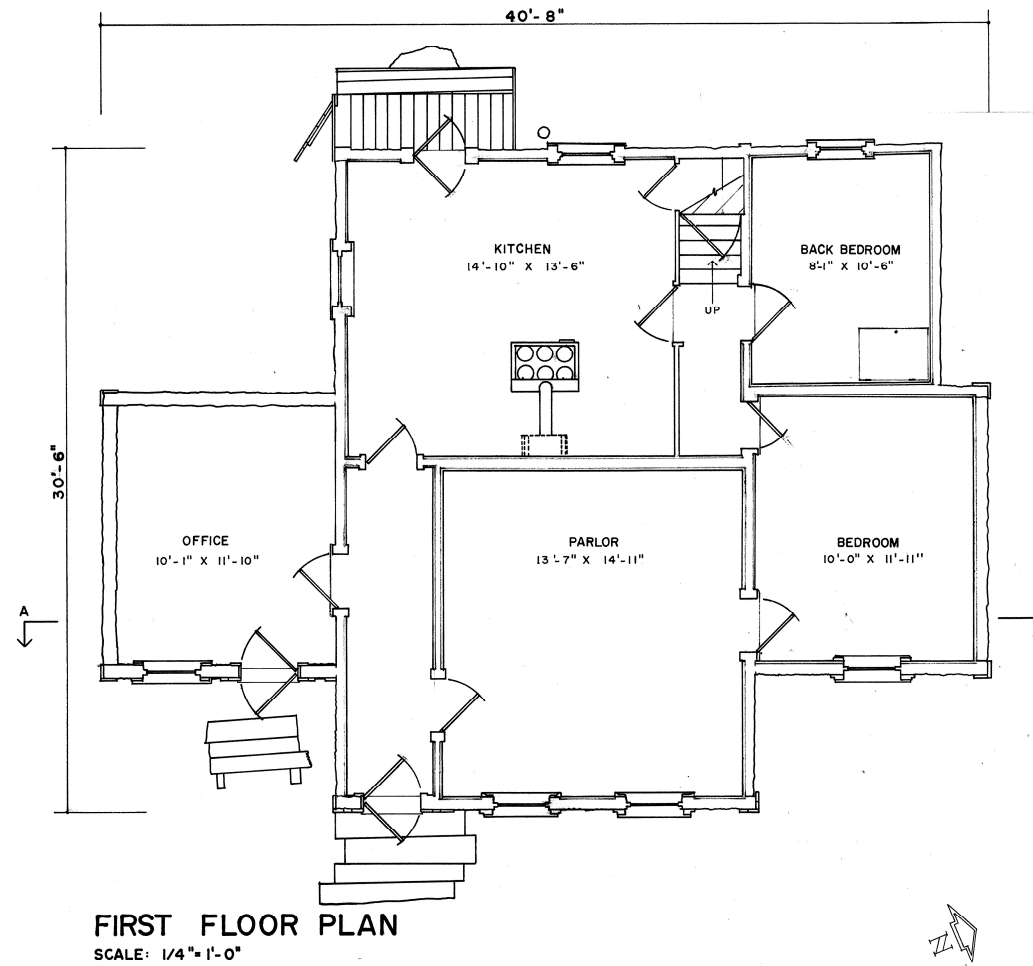 40'-8"
KITCHEN
14'-10" X 13'-6"
BACK BEDROOM
8'-1" X 10'-6"
UP
30'-6"
OFFICE
10'-1" X 11'-10"
PARLOR
13'-7" X 14'-11"
BEDROOM
10'-0" X 11'-11"
A
FIRST FLOOR PLAN
SCALE: 1/4"=1'-0"
N